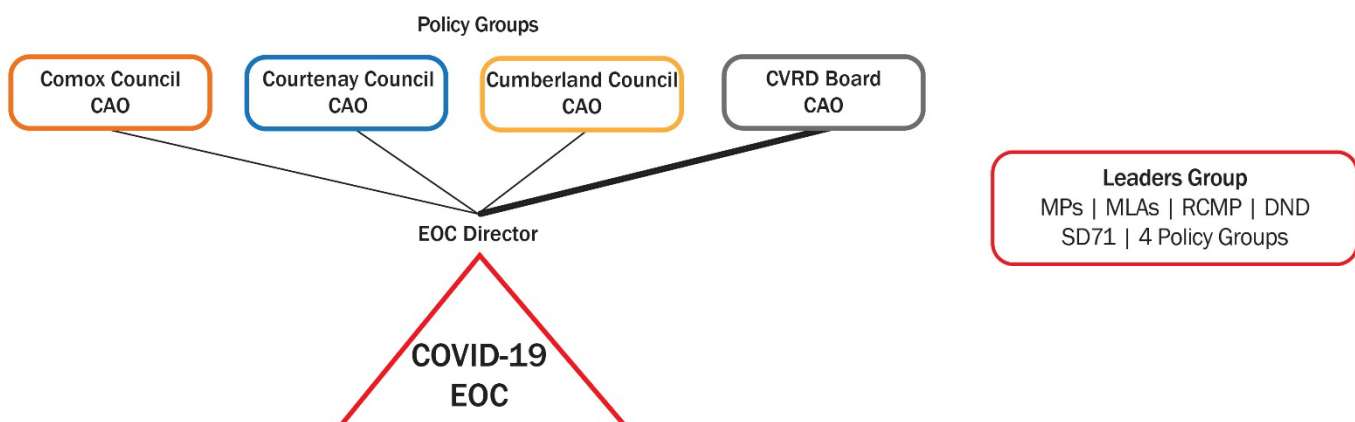 Policy Groups
Comox Council
CAO
Courtenay Council
CAO
Cumberland Council
CAO
CVRD Board
CAO
Leaders Group
MPs | MLAs | RCMP | DND
SD71 | 4 Policy Groups
EOC Director
COVID-19
EOC